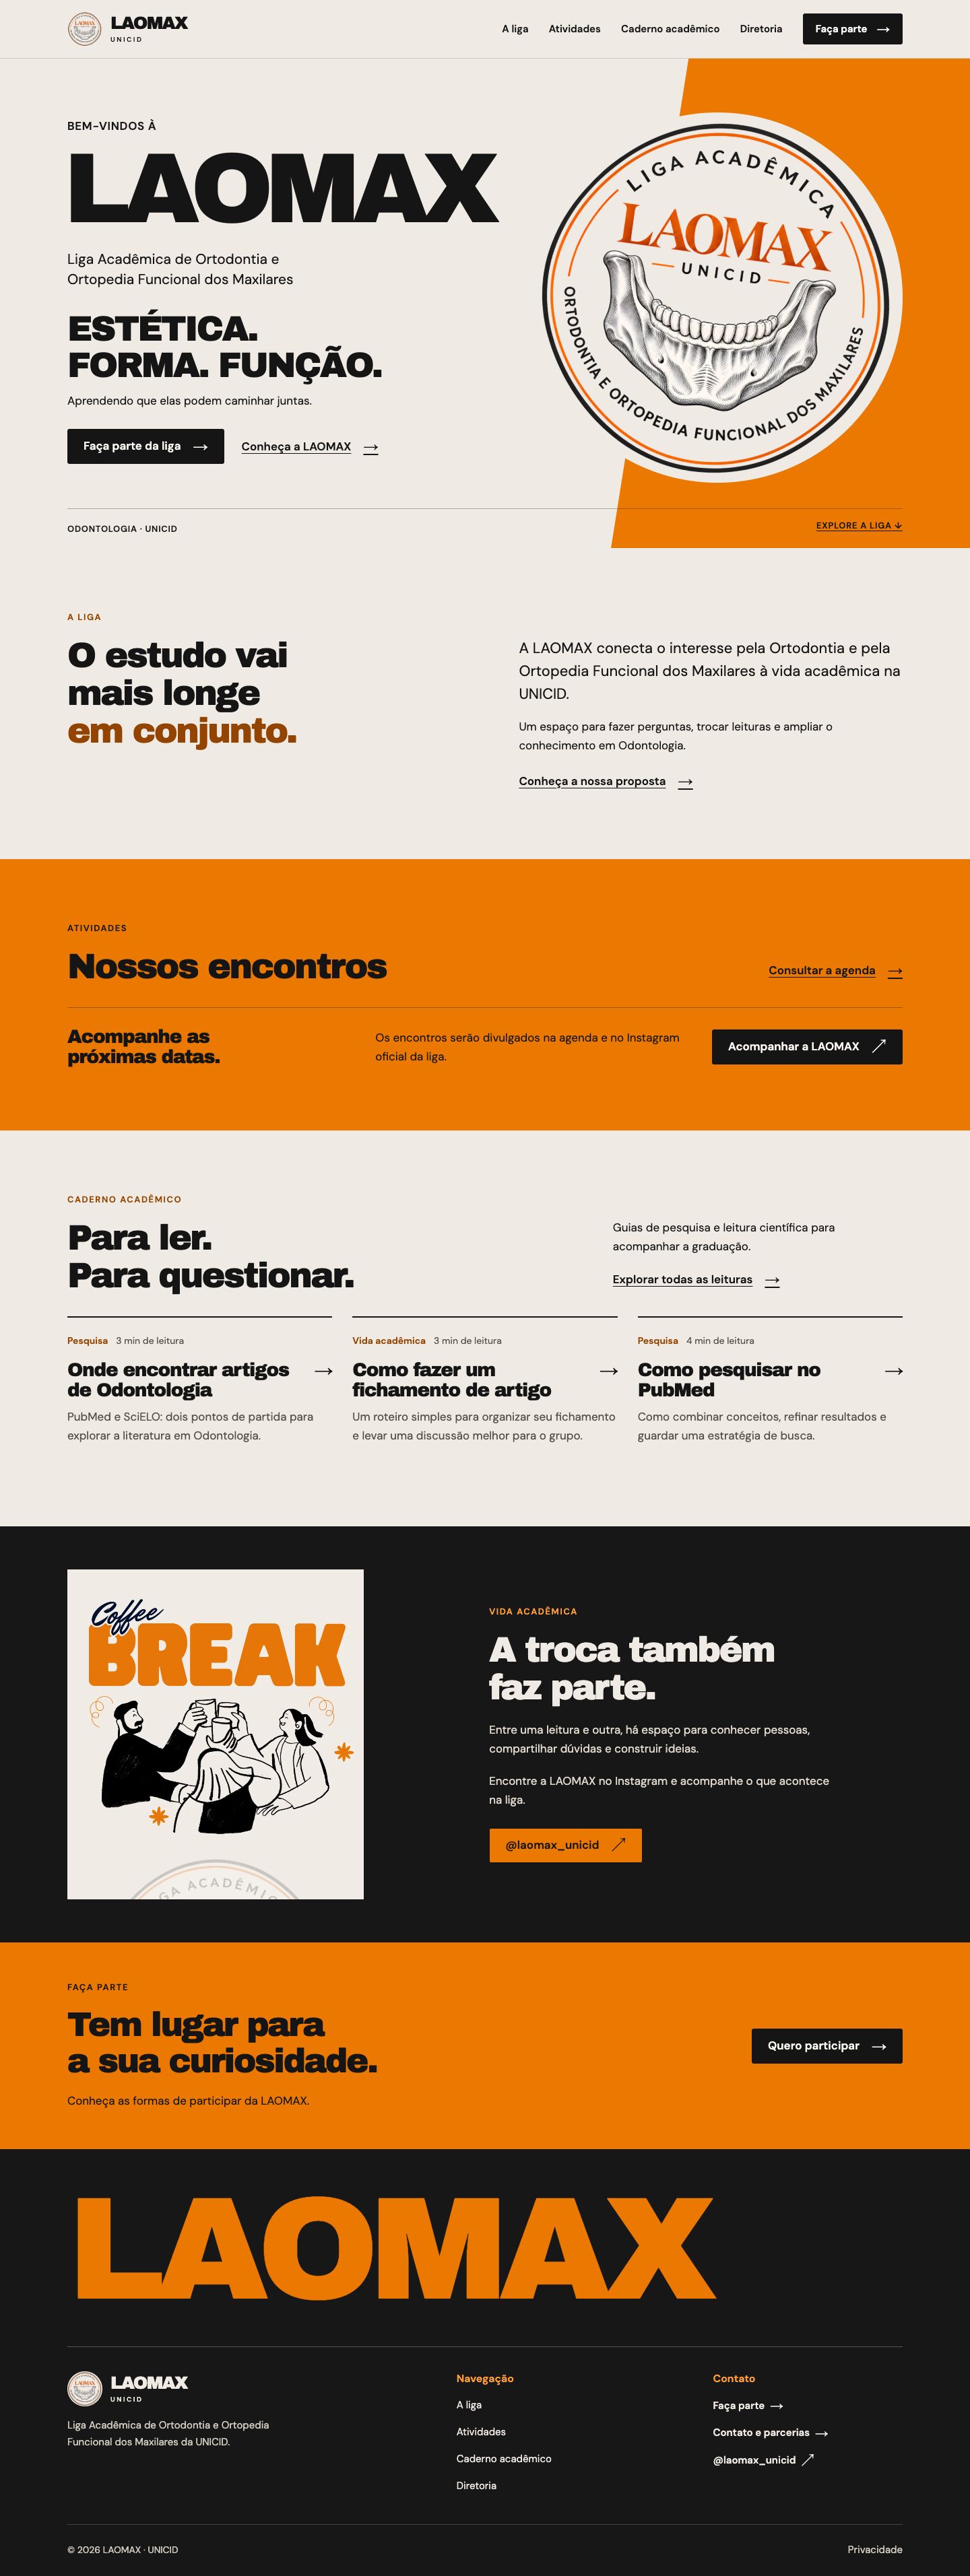 LAOMAX
UNICID
A liga
Atividades
Caderno acadêmico
Diretoria
Faça parte →
BEM-VINDOS À
LAOMAX
Liga Acadêmica de Ortodontia e
Ortopedia Funcional dos Maxilares
ESTÉTICA.
FORMA. FUNÇÃO.
Aprendendo que elas podem caminhar juntas.
Faça parte da liga →
Conheça a LAOMAX →
LIGA ACADÊMICA
LAOMAX
UNICID
ORTODONTIA E ORTOPEDIA FUNCIONAL DOS MAXILARES
ODONTOLOGIA · UNICID
EXPLORE A LIGA ↓
A LIGA
O estudo vai
mais longe
em conjunto.
A LAOMAX conecta o interesse pela Ortodontia e pela
Ortopedia Funcional dos Maxilares à vida acadêmica na
UNICID.
Um espaço para fazer perguntas, trocar leituras e ampliar o
conhecimento em Odontologia.
Conheça a nossa proposta →
ATIVIDADES
Nossos encontros
Consultar a agenda →
Acompanhe as
próximas datas.
Os encontros serão divulgados na agenda e no Instagram
oficial da liga.
Acompanhar a LAOMAX ↗
CADERNO ACADÊMICO
Para ler.
Para questionar.
Guias de pesquisa e leitura científica para
acompanhar a graduação.
Explorar todas as leituras →
Pesquisa 3 min de leitura
Onde encontrar artigos
de Odontologia →
PubMed e SciELO: dois pontos de partida para
explorar a literatura em Odontologia.
Vida acadêmica 3 min de leitura
Como fazer um
fichamento de artigo →
Um roteiro simples para organizar seu fichamento
e levar uma discussão melhor para o grupo.
Pesquisa 4 min de leitura
Como pesquisar no
PubMed →
Como combinar conceitos, refinar resultados e
guardar uma estratégia de busca.
Coffee
BREAK
GA ACADÊMIC
VIDA ACADÊMICA
A troca também
faz parte.
Entre uma leitura e outra, há espaço para conhecer pessoas,
compartilhar dúvidas e construir ideias.
Encontre a LAOMAX no Instagram e acompanhe o que acontece
na liga.
@laomax_unicid ↗
FAÇA PARTE
Tem lugar para
a sua curiosidade.
Conheça as formas de participar da LAOMAX.
Quero participar →
LAOMAX
LAOMAX
UNICID
Liga Acadêmica de Ortodontia e Ortopedia
Funcional dos Maxilares da UNICID.
Navegação
A liga
Atividades
Caderno acadêmico
Diretoria
Contato
Faça parte →
Contato e parcerias →
@laomax_unicid ↗
© 2026 LAOMAX · UNICID
Privacidade